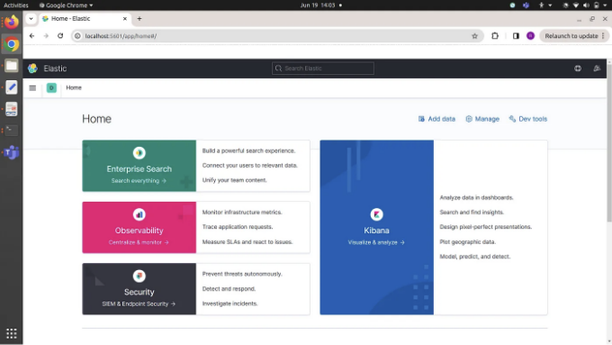 Activities Google Chrome Jun 19 14:03
Home - Elastic
localhost:5601/app/home#/
Relaunch to update
Elastic
Search Elastic
D Home
Home
Add data Manage Dev tools
Enterprise Search
Search everything →
Build a powerful search experience.
Connect your users to relevant data.
Unify your team content.
Observability
Centralize & monitor →
Monitor infrastructure metrics.
Trace application requests.
Measure SLAs and react to issues.
Security
SIEM & Endpoint Security →
Prevent threats autonomously.
Detect and respond.
Investigate incidents.
Kibana
Visualize & analyze →
Analyze data in dashboards.
Search and find insights.
Design pixel-perfect presentations.
Plot geographic data.
Model, predict, and detect.